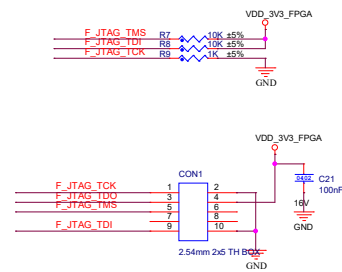 VDD_3V3_FPGA
F_JTAG_TMS R7 10K ±5%
F_JTAG_TDI R8 10K ±5%
F_JTAG_TCK R9 1K ±5%
GND
VDD_3V3_FPGA
CON1
0402 C21
100nF
16V
GND
F_JTAG_TCK 1 2
F_JTAG_TDO 3 4
F_JTAG_TMS 5 6
7 8
F_JTAG_TDI 9 10
2.54mm 2x5 TH BOX
GND